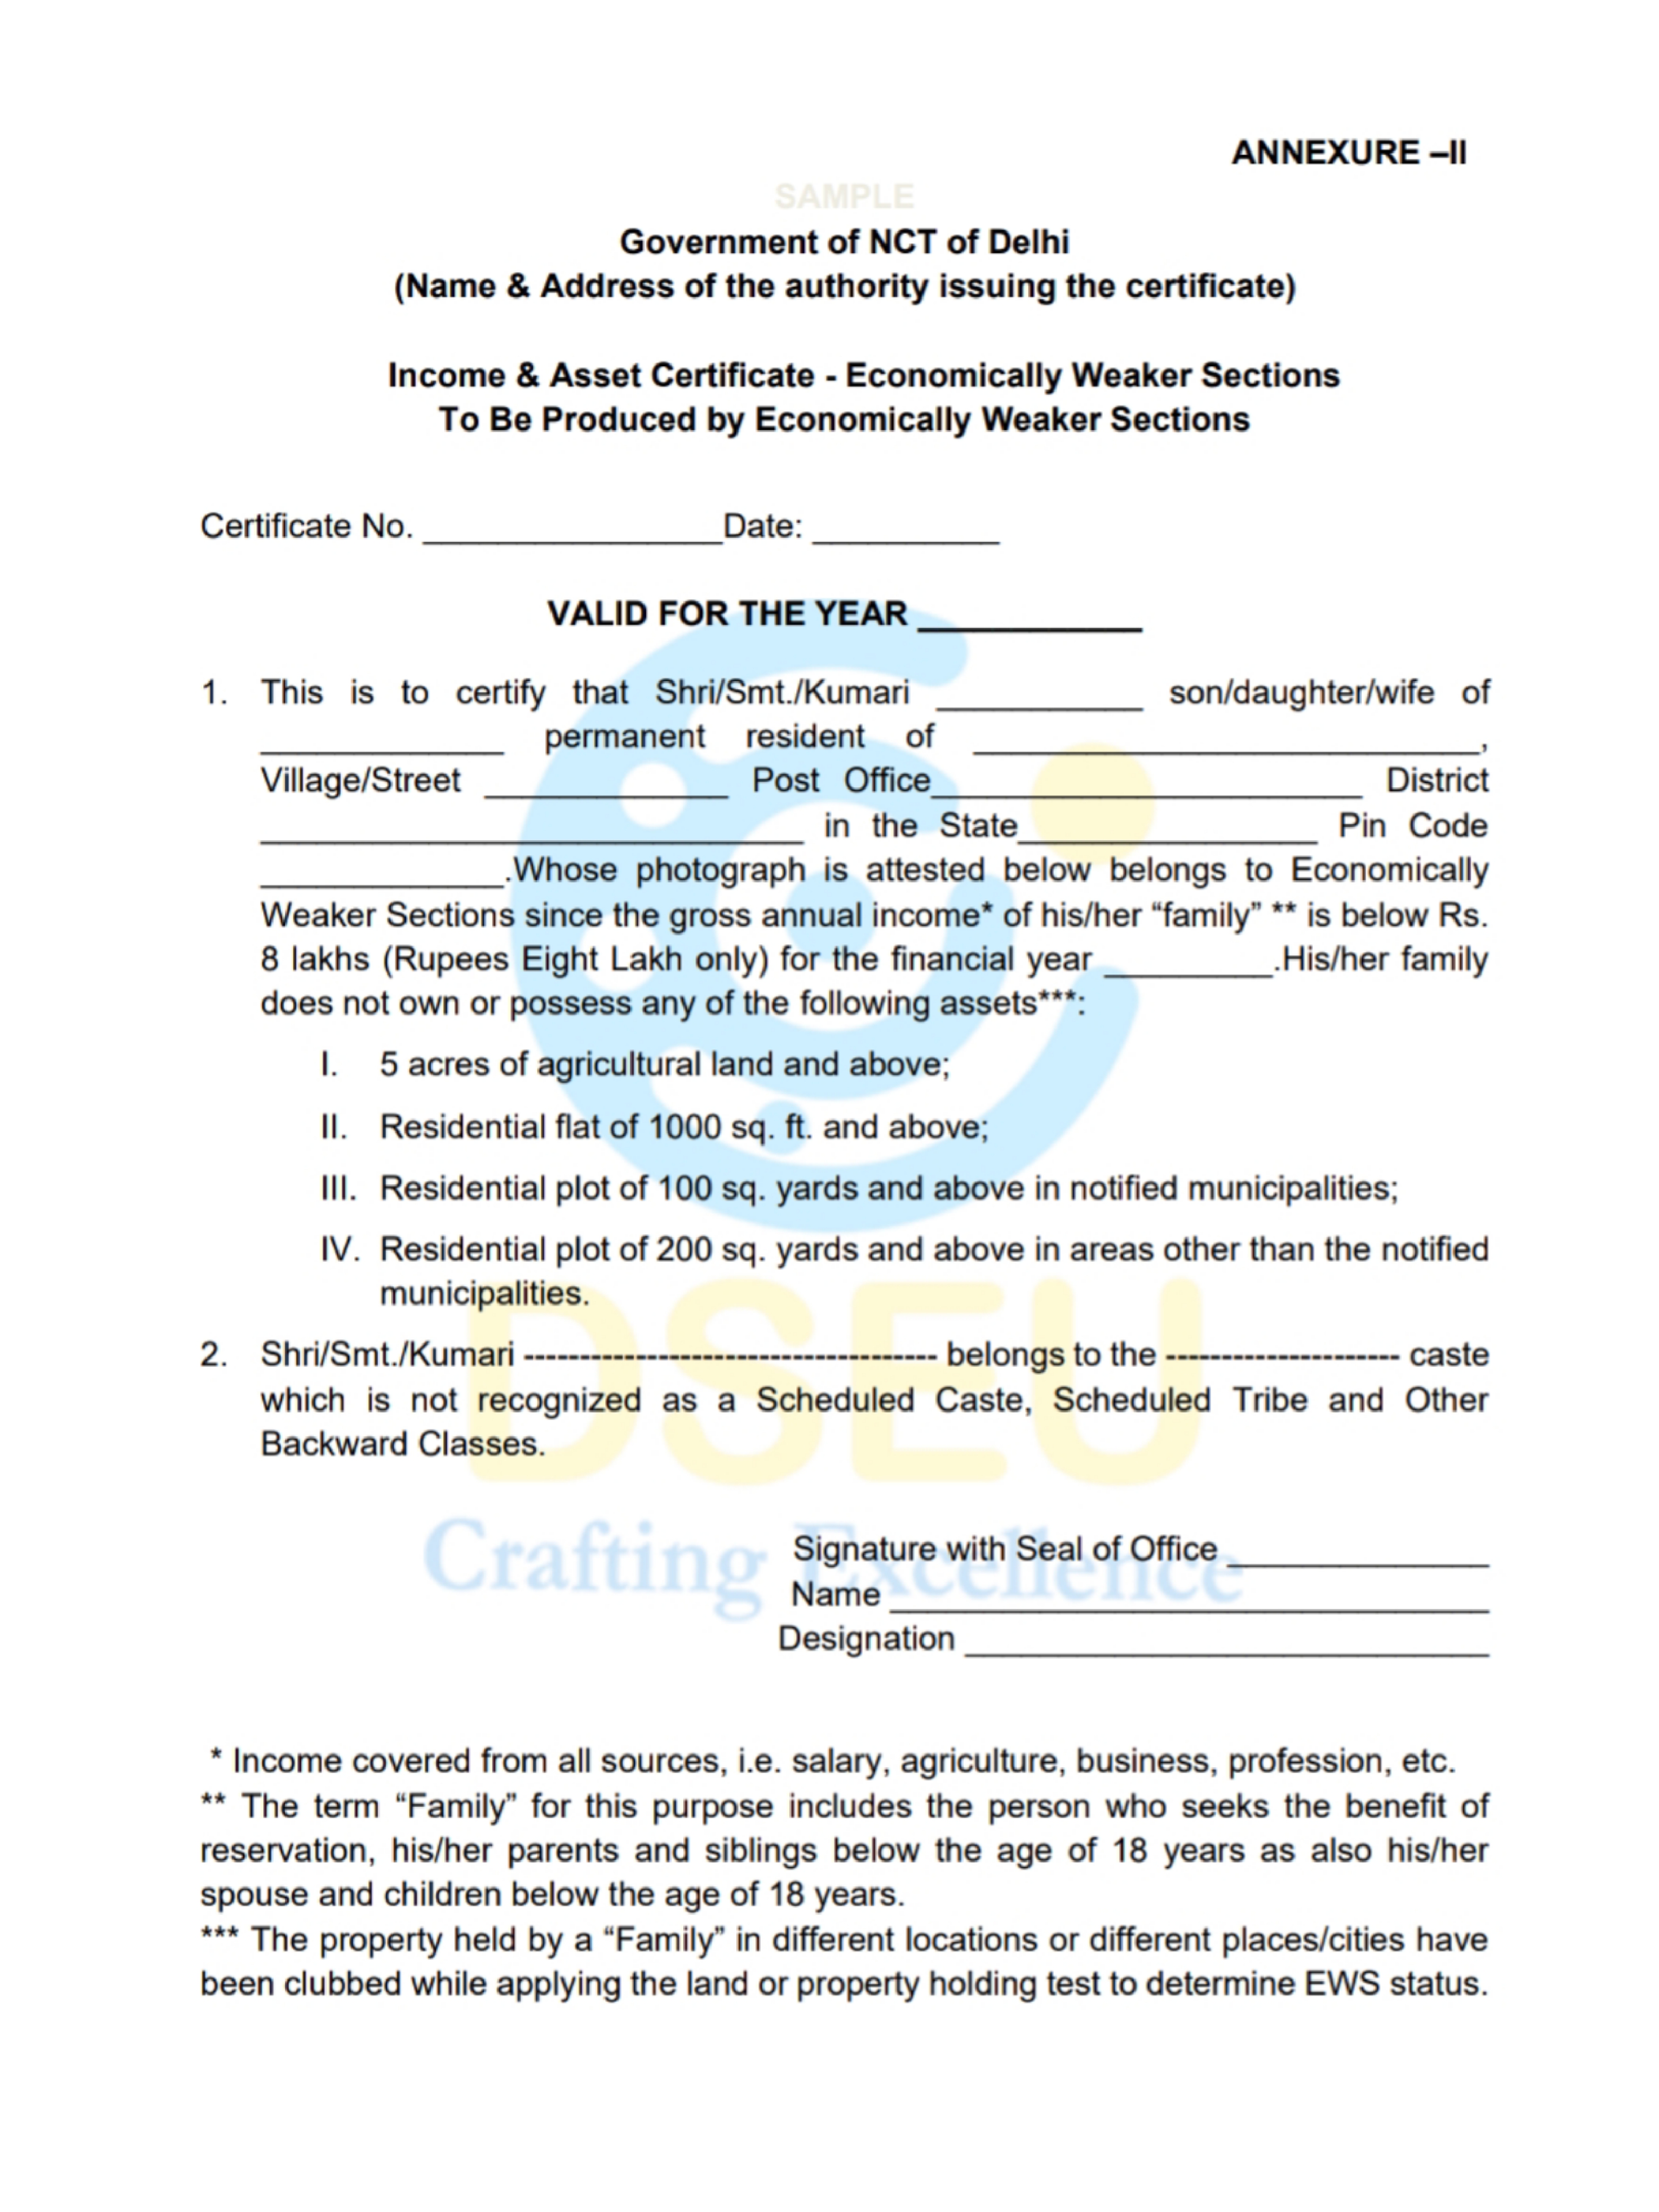 ANNEXURE –II
SAMPLE
Government of NCT of Delhi
(Name & Address of the authority issuing the certificate)
Income & Asset Certificate - Economically Weaker Sections
To Be Produced by Economically Weaker Sections
Certificate No. ________________Date: __________
VALID FOR THE YEAR ____________
1. This is to certify that Shri/Smt./Kumari ___________ son/daughter/wife of
_____________ permanent resident of ___________________________,
Village/Street _____________ Post Office_______________________ District
_____________________________ in the State________________ Pin Code
_____________.Whose photograph is attested below belongs to Economically
Weaker Sections since the gross annual income* of his/her “family” ** is below Rs.
8 lakhs (Rupees Eight Lakh only) for the financial year _________.His/her family
does not own or possess any of the following assets***:
I. 5 acres of agricultural land and above;
II. Residential flat of 1000 sq. ft. and above;
III. Residential plot of 100 sq. yards and above in notified municipalities;
IV. Residential plot of 200 sq. yards and above in areas other than the notified
municipalities.
DSEU
2. Shri/Smt./Kumari ------------------------------------- belongs to the --------------------- caste
which is not recognized as a Scheduled Caste, Scheduled Tribe and Other
Backward Classes.
Crafting Excellence
Signature with Seal of Office ______________
Name ________________________________
Designation ____________________________
* Income covered from all sources, i.e. salary, agriculture, business, profession, etc.
** The term “Family” for this purpose includes the person who seeks the benefit of
reservation, his/her parents and siblings below the age of 18 years as also his/her
spouse and children below the age of 18 years.
*** The property held by a “Family” in different locations or different places/cities have
been clubbed while applying the land or property holding test to determine EWS status.